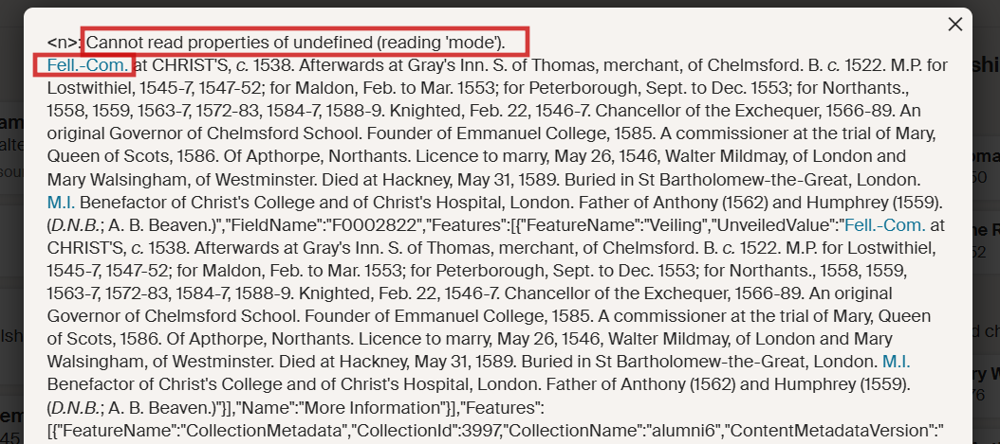 <n>: Cannot read properties of undefined (reading 'mode').
Fell.-Com. at CHRIST'S, c. 1538. Afterwards at Gray's Inn. S. of Thomas, merchant, of Chelmsford. B. c. 1522. M.P. for
Lostwithiel, 1545-7, 1547-52; for Maldon, Feb. to Mar. 1553; for Peterborough, Sept. to Dec. 1553; for Northants.,
1558, 1559, 1563-7, 1572-83, 1584-7, 1588-9. Knighted, Feb. 22, 1546-7. Chancellor of the Exchequer, 1566-89. An
original Governor of Chelmsford School. Founder of Emmanuel College, 1585. A commissioner at the trial of Mary,
Queen of Scots, 1586. Of Apthorpe, Northants. Licence to marry, May 26, 1546, Walter Mildmay, of London and
Mary Walsingham, of Westminster. Died at Hackney, May 31, 1589. Buried in St Bartholomew-the-Great, London.
M.I. Benefactor of Christ's College and of Christ's Hospital, London. Father of Anthony (1562) and Humphrey (1559).
(D.N.B.; A. B. Beaven.)","FieldName":"F0002822","Features":[{"FeatureName":"Veiling","UnveiledValue":"Fell.-Com. at
CHRIST'S, c. 1538. Afterwards at Gray's Inn. S. of Thomas, merchant, of Chelmsford. B. c. 1522. M.P. for Lostwithiel,
1545-7, 1547-52; for Maldon, Feb. to Mar. 1553; for Peterborough, Sept. to Dec. 1553; for Northants., 1558, 1559,
1563-7, 1572-83, 1584-7, 1588-9. Knighted, Feb. 22, 1546-7. Chancellor of the Exchequer, 1566-89. An original
Governor of Chelmsford School. Founder of Emmanuel College, 1585. A commissioner at the trial of Mary, Queen
of Scots, 1586. Of Apthorpe, Northants. Licence to marry, May 26, 1546, Walter Mildmay, of London and Mary
Walsingham, of Westminster. Died at Hackney, May 31, 1589. Buried in St Bartholomew-the-Great, London. M.I.
Benefactor of Christ's College and of Christ's Hospital, London. Father of Anthony (1562) and Humphrey (1559).
(D.N.B.; A. B. Beaven.)"}],"Name":"More Information"}],"Features":
[{"FeatureName":"CollectionMetadata","CollectionId":3997,"CollectionName":"alumni6","ContentMetadataVersion":"